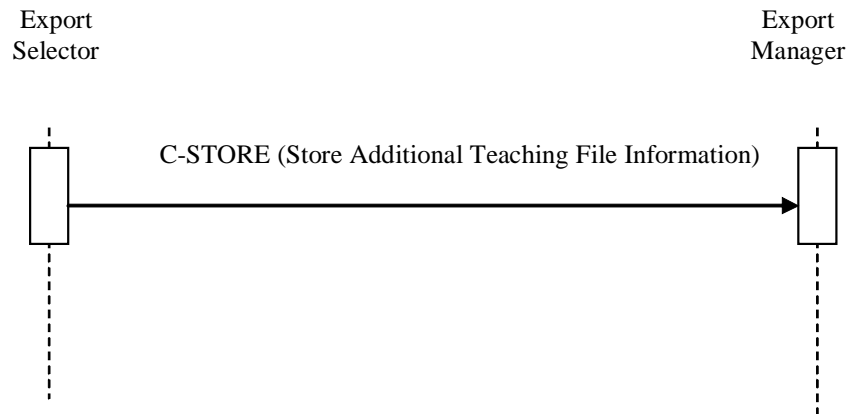 Export
Selector
Export
Manager
C-STORE (Store Additional Teaching File Information)